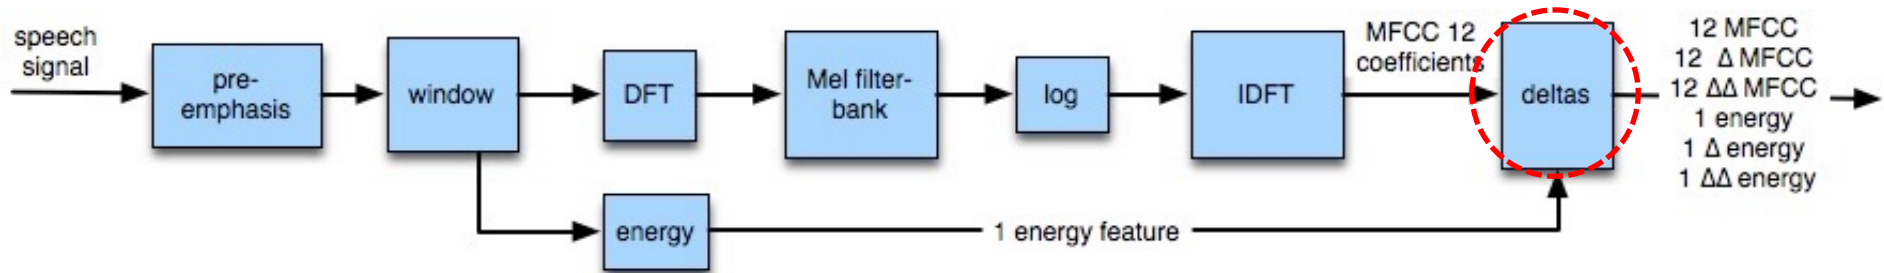 speech
signal
pre-
emphasis
window
DFT
Mel filter-
bank
log
IDFT
MFCC 12
coefficients
deltas
12 MFCC
12 Δ MFCC
12 ΔΔ MFCC
1 energy
1 Δ energy
1 ΔΔ energy
energy
1 energy feature